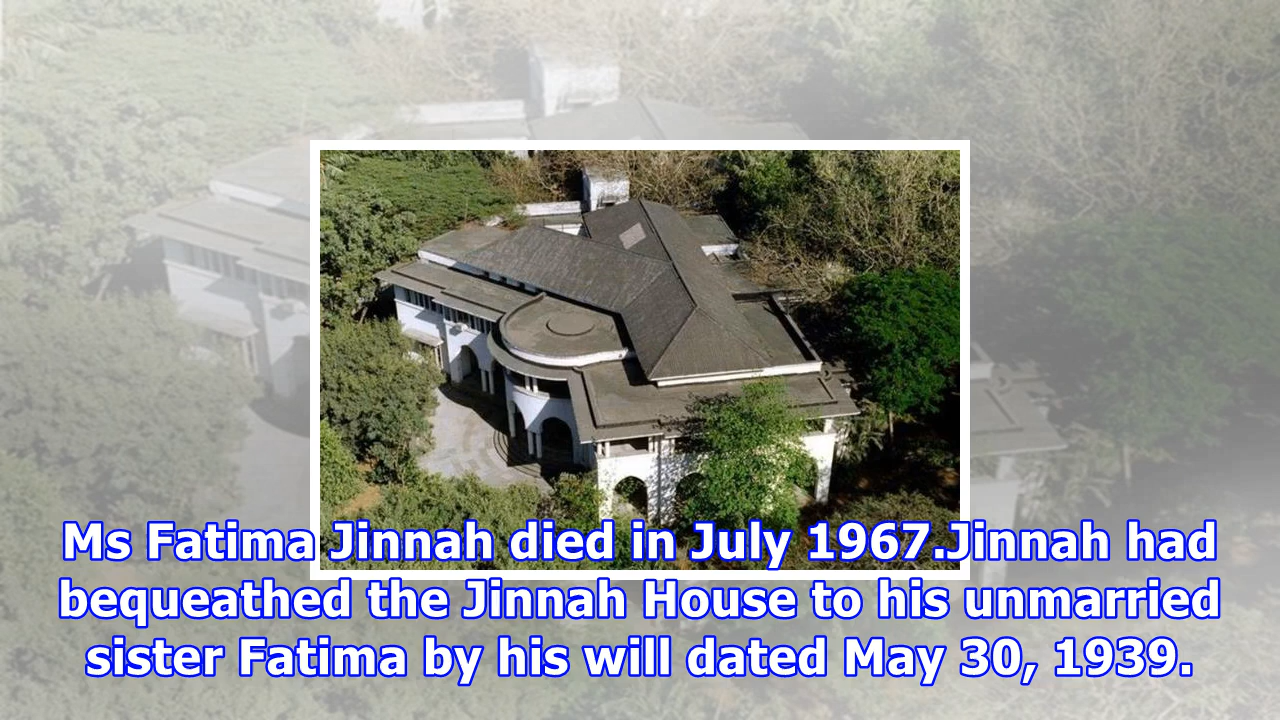 Ms Fatima Jinnah died in July 1967.Jinnah had
bequeathed the Jinnah House to his unmarried
sister Fatima by his will dated May 30, 1939.